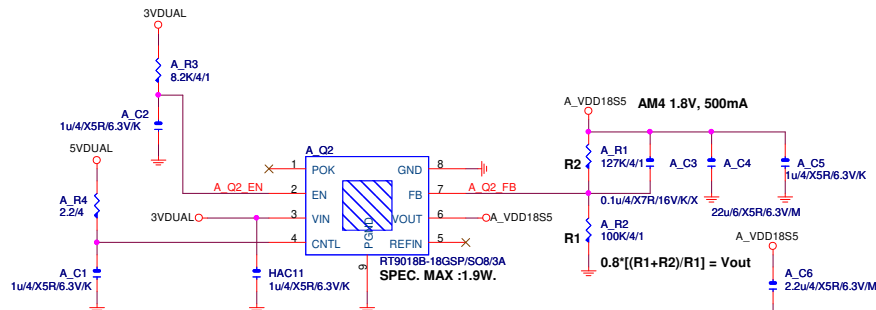 3VDUAL
A_R3
8.2K/4/1
A_C2
1u/4/X5R/6.3V/K
5VDUAL
A_R4
2.2/4
A_C1
1u/4/X5R/6.3V/K
A_Q2_EN
3VDUAL
HAC11
1u/4/X5R/6.3V/K
A_Q2
1 POK GND 8
2 EN FB 7
3 VIN VOUT 6
4 CNTL REFIN 5
PGND
9
RT9018B-18GSP/SO8/3A
SPEC. MAX :1.9W.
A_Q2_FB
A_VDD18S5
A_VDD18S5
AM4 1.8V, 500mA
R2
A_R1
127K/4/1
A_C3
0.1u/4/X7R/16V/K/X
A_C4
22u/6/X5R/6.3V/M
A_C5
1u/4/X5R/6.3V/K
R1
A_R2
100K/4/1
0.8*[(R1+R2)/R1] = Vout
A_VDD18S5
A_C6
2.2u/4/X5R/6.3V/M